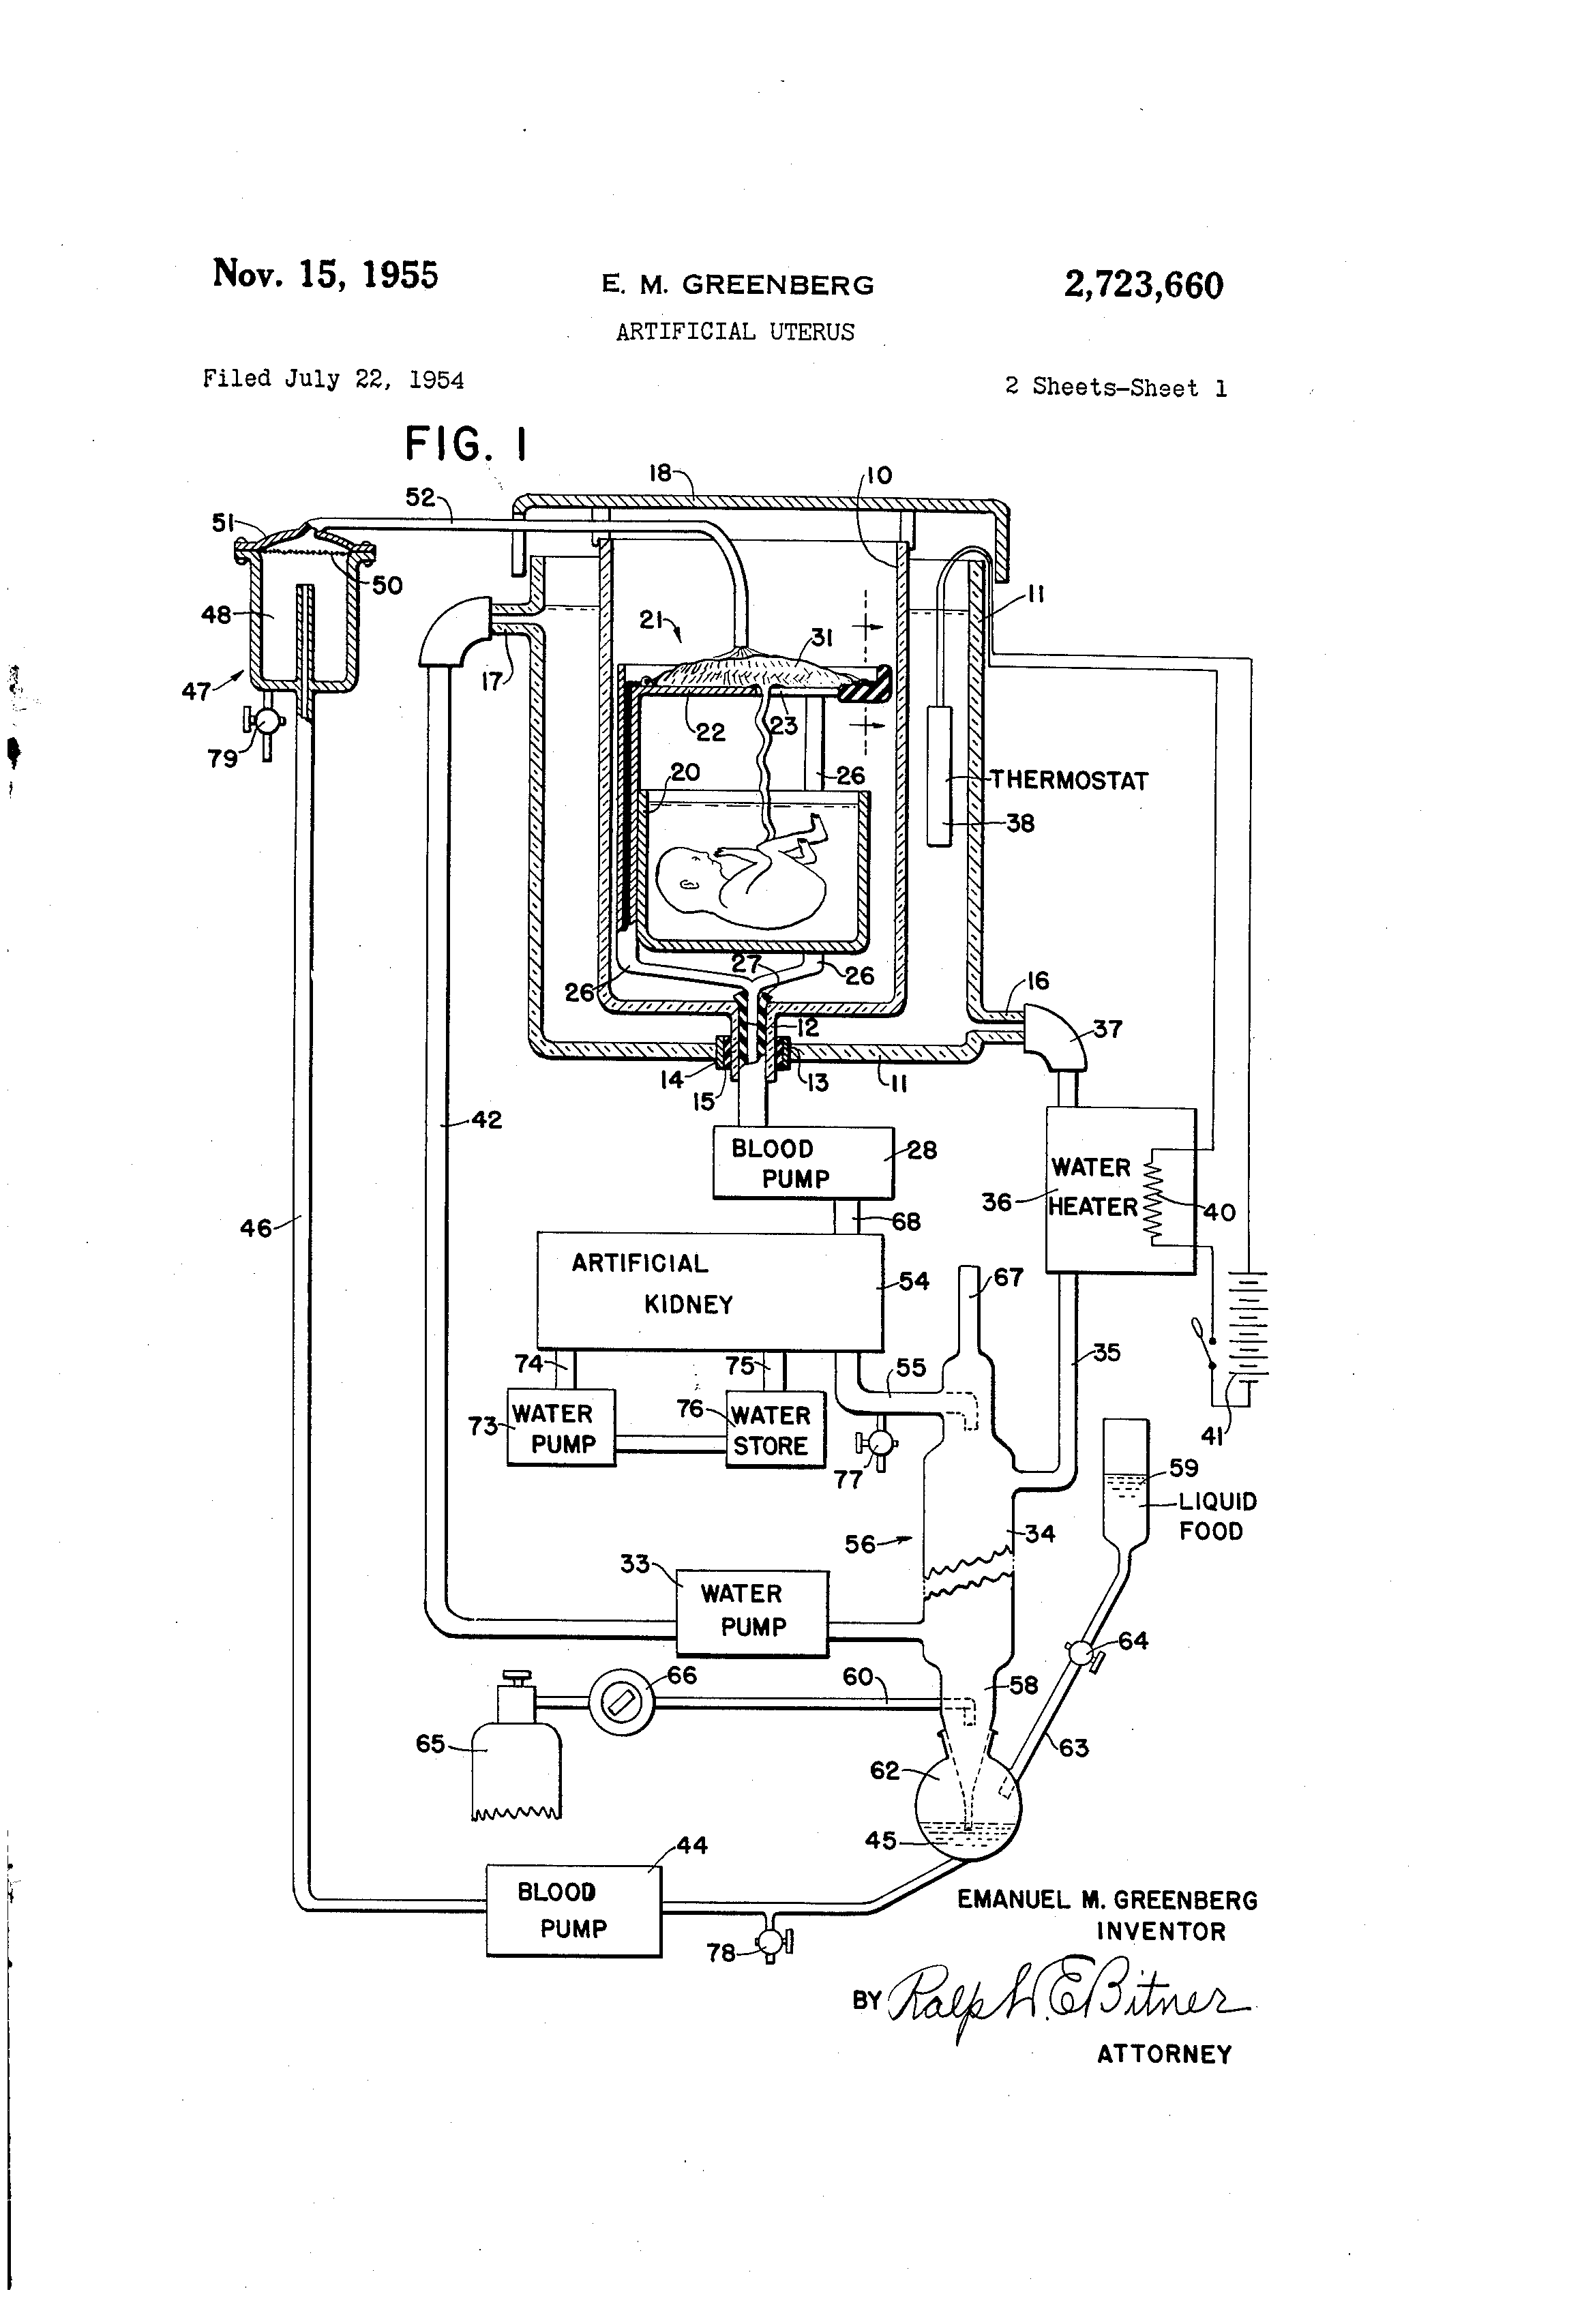 Nov. 15, 1955
E. M. GREENBERG
2,723,660
ARTIFICIAL UTERUS
Filed July 22, 1954
2 Sheets-Sheet 1
FIG. 1
18
10
52
51
50
48
11
21
31
47
17
22
23
79
20
26
THERMOSTAT
38
27
26
26
16
12
37
14
13
11
15
42
BLOOD
PUMP
28
WATER
HEATER
36
40
46
68
ARTIFICIAL
KIDNEY
54
67
74
75
55
35
73
WATER
PUMP
76
WATER
STORE
77
41
59
LIQUID
FOOD
56
34
33
WATER
PUMP
64
66
60
58
65
63
62
45
44
BLOOD
PUMP
78
EMANUEL M. GREENBERG
INVENTOR
BY Ralph E Bitner
ATTORNEY